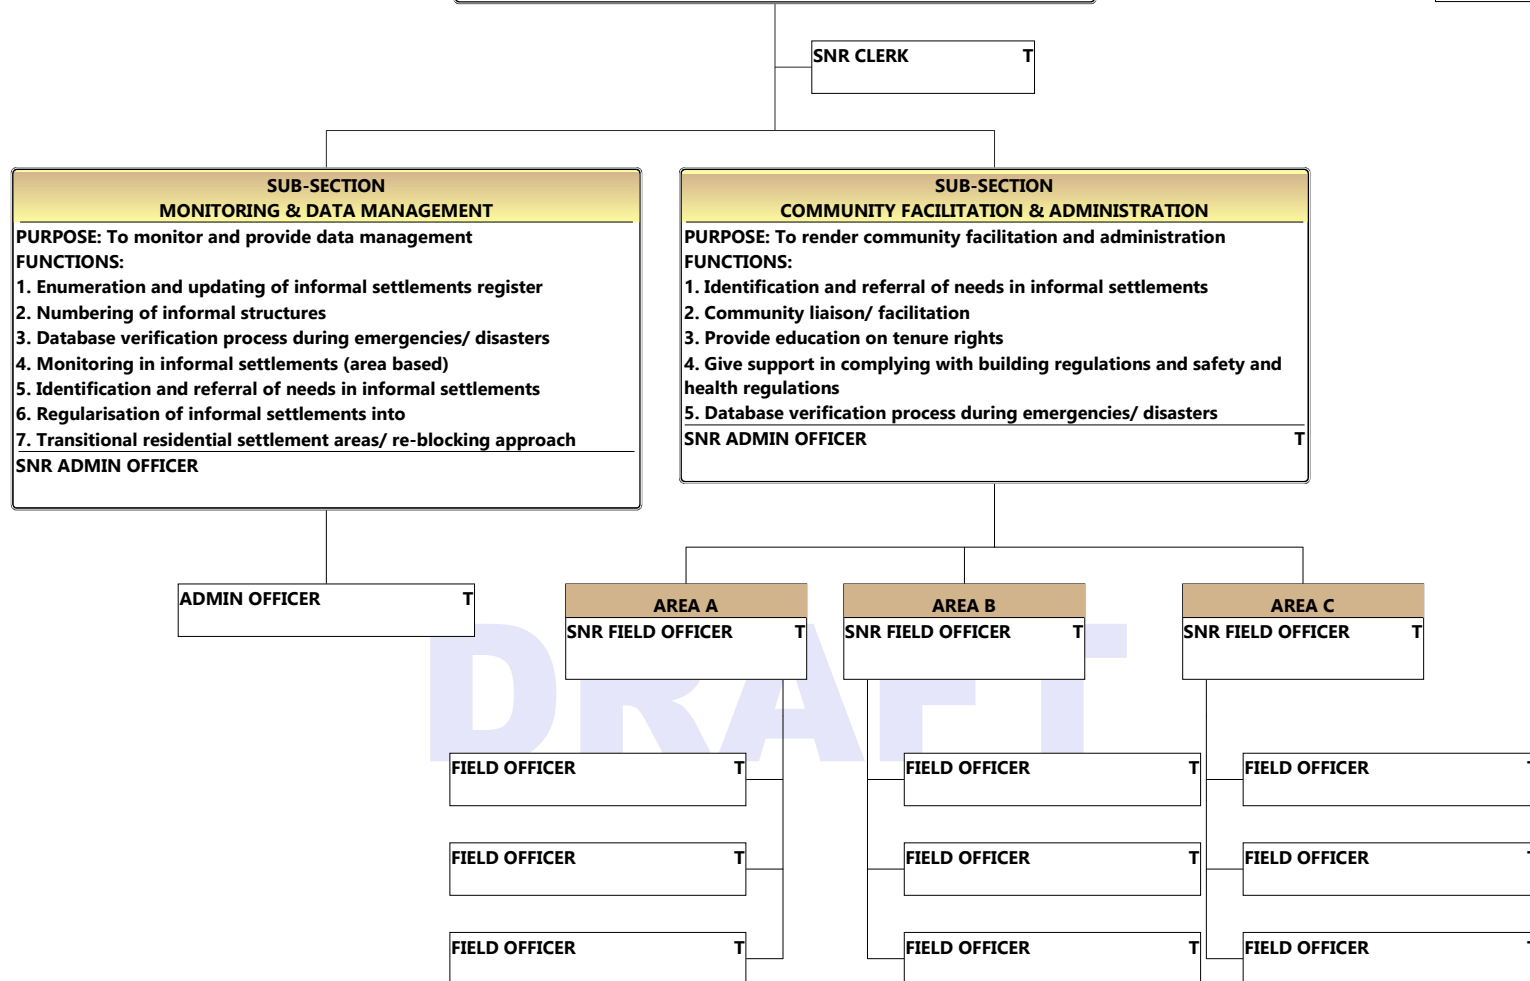 SNR CLERK T
SUB-SECTION
MONITORING & DATA MANAGEMENT
PURPOSE: To monitor and provide data management
FUNCTIONS:
1. Enumeration and updating of informal settlements register
2. Numbering of informal structures
3. Database verification process during emergencies/ disasters
4. Monitoring in informal settlements (area based)
5. Identification and referral of needs in informal settlements
6. Regularisation of informal settlements into
7. Transitional residential settlement areas/ re-blocking approach
SNR ADMIN OFFICER
SUB-SECTION
COMMUNITY FACILITATION & ADMINISTRATION
PURPOSE: To render community facilitation and administration
FUNCTIONS:
1. Identification and referral of needs in informal settlements
2. Community liaison/ facilitation
3. Provide education on tenure rights
4. Give support in complying with building regulations and safety and
health regulations
5. Database verification process during emergencies/ disasters
SNR ADMIN OFFICER T
ADMIN OFFICER T
AREA A
SNR FIELD OFFICER T
AREA B
SNR FIELD OFFICER T
AREA C
SNR FIELD OFFICER T
DRAFT
FIELD OFFICER T
FIELD OFFICER T
FIELD OFFICER
FIELD OFFICER T
FIELD OFFICER T
FIELD OFFICER
FIELD OFFICER T
FIELD OFFICER T
FIELD OFFICER